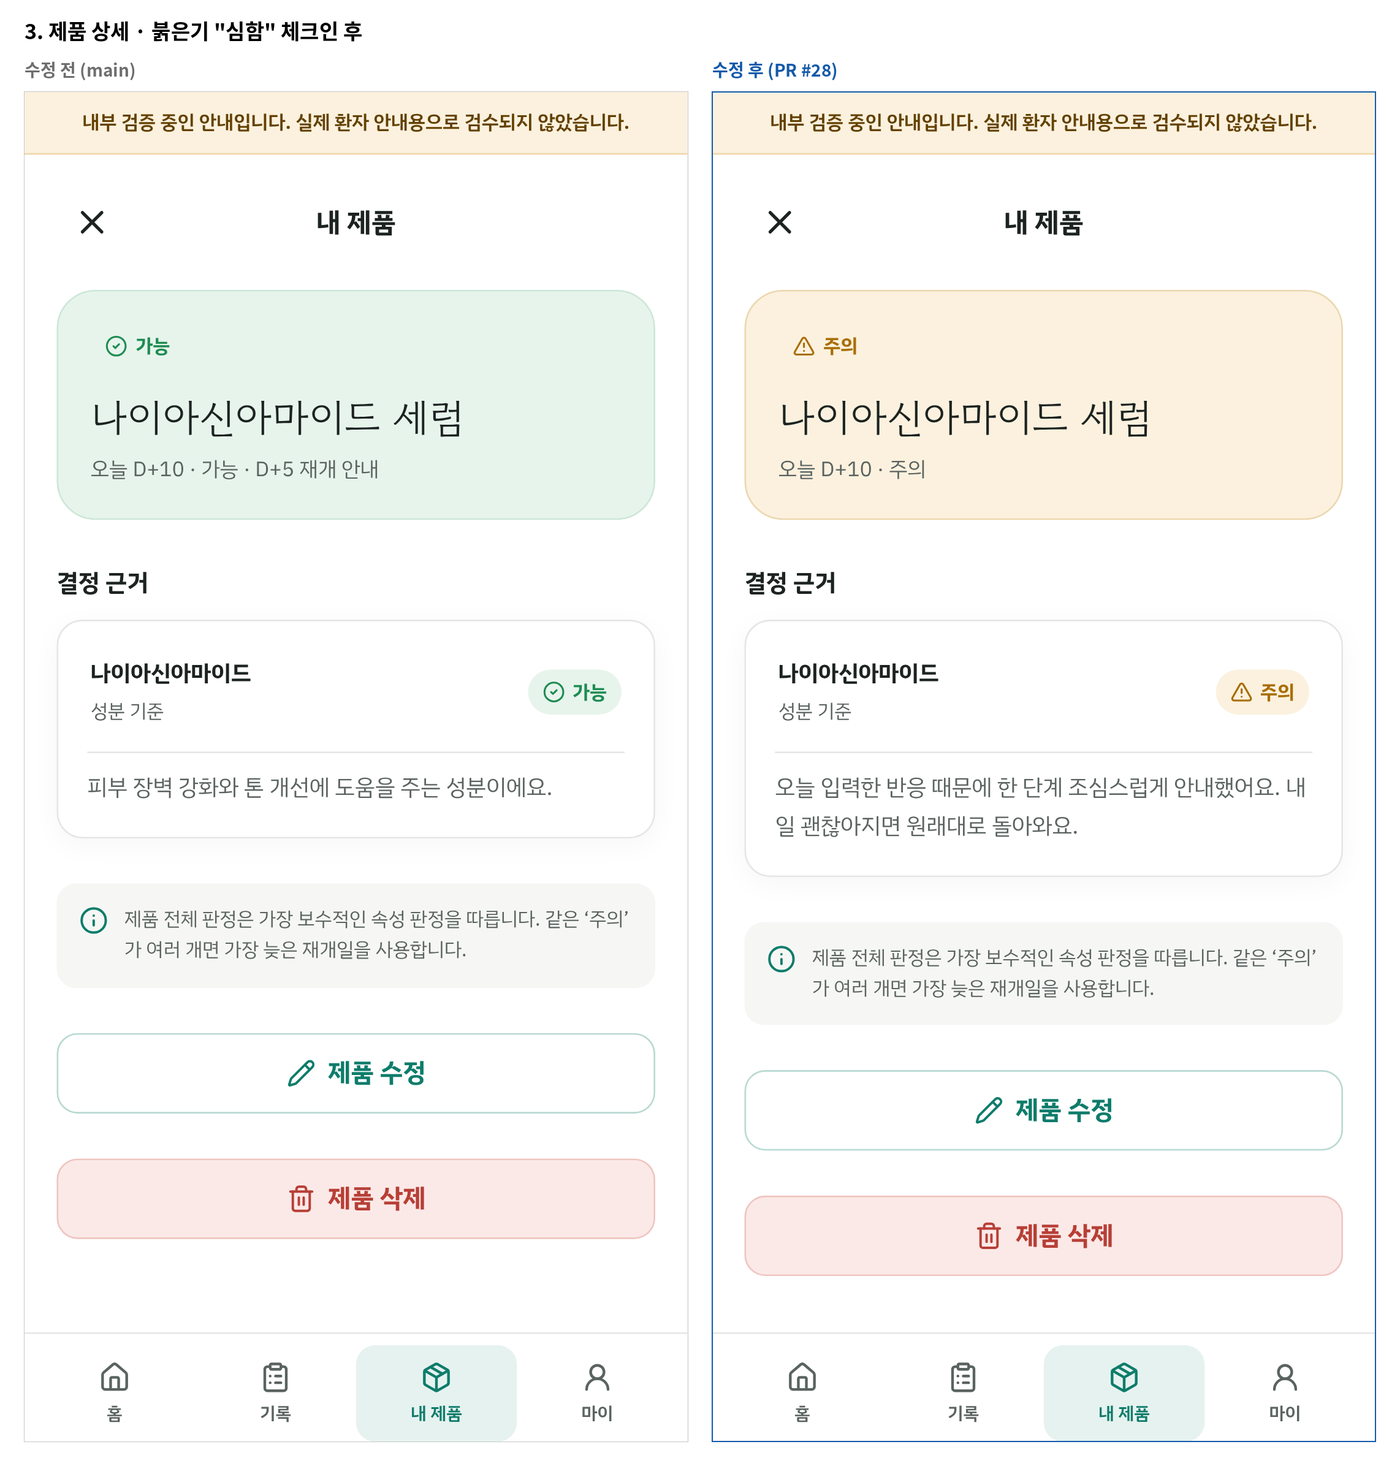 3. 제품 상세 · 붉은기 "심함" 체크인 후
수정 전 (main)
내부 검증 중인 안내입니다. 실제 환자 안내용으로 검수되지 않았습니다.
내 제품
가능
나이아신아마이드 세럼
오늘 D+10 · 가능 · D+5 재개 안내
결정 근거
나이아신아마이드
성분 기준
가능
피부 장벽 강화와 톤 개선에 도움을 주는 성분이에요.
제품 전체 판정은 가장 보수적인 속성 판정을 따릅니다. 같은 ‘주의’
가 여러 개면 가장 늦은 재개일을 사용합니다.
제품 수정
제품 삭제
홈
기록
내 제품
마이
수정 후 (PR #28)
내부 검증 중인 안내입니다. 실제 환자 안내용으로 검수되지 않았습니다.
내 제품
주의
나이아신아마이드 세럼
오늘 D+10 · 주의
결정 근거
나이아신아마이드
성분 기준
주의
오늘 입력한 반응 때문에 한 단계 조심스럽게 안내했어요. 내
일 괜찮아지면 원래대로 돌아와요.
제품 전체 판정은 가장 보수적인 속성 판정을 따릅니다. 같은 ‘주의’
가 여러 개면 가장 늦은 재개일을 사용합니다.
제품 수정
제품 삭제
홈
기록
내 제품
마이